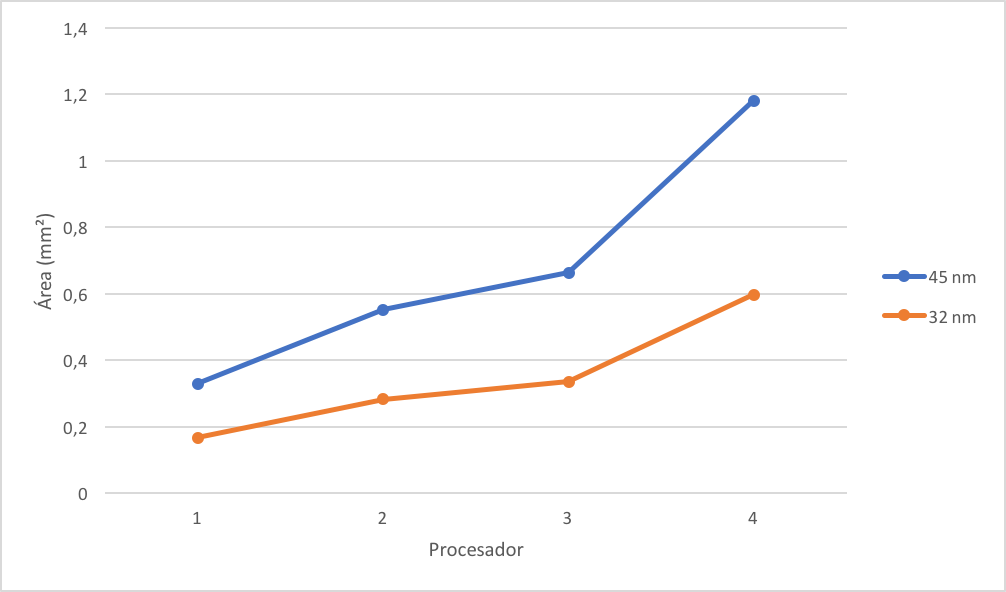 1,4
1,2
1
0,8
0,6
0,4
0,2
0
Área (mm²)
1 2 3 4
Procesador
45 nm
32 nm